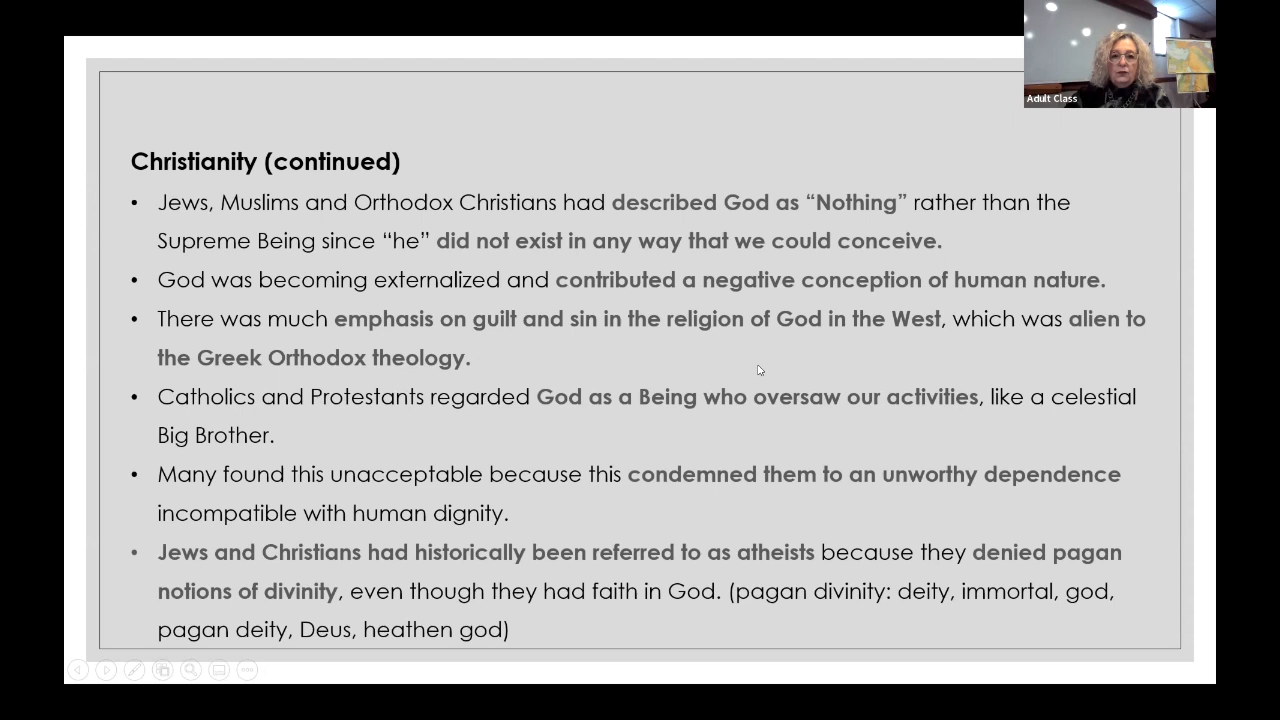 Adult Class
Christianity (continued)
• Jews, Muslims and Orthodox Christians had described God as “Nothing” rather than the
Supreme Being since “he” did not exist in any way that we could conceive.
• God was becoming externalized and contributed a negative conception of human nature.
• There was much emphasis on guilt and sin in the religion of God in the West, which was alien to
the Greek Orthodox theology.
• Catholics and Protestants regarded God as a Being who oversaw our activities, like a celestial
Big Brother.
• Many found this unacceptable because this condemned them to an unworthy dependence
incompatible with human dignity.
• Jews and Christians had historically been referred to as atheists because they denied pagan
notions of divinity, even though they had faith in God. (pagan divinity: deity, immortal, god,
pagan deity, Deus, heathen god)